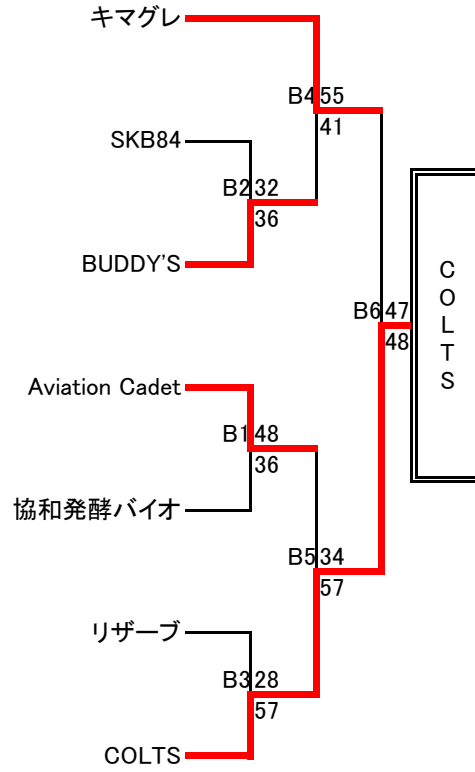 キマグレ
B4 55
41
SKB84
B2 32
36
BUDDY'S
COLTS
B6 47
48
Aviation Cadet
B1 48
36
協和発酵バイオ
B5 34
57
リザーブ
B3 28
57
COLTS